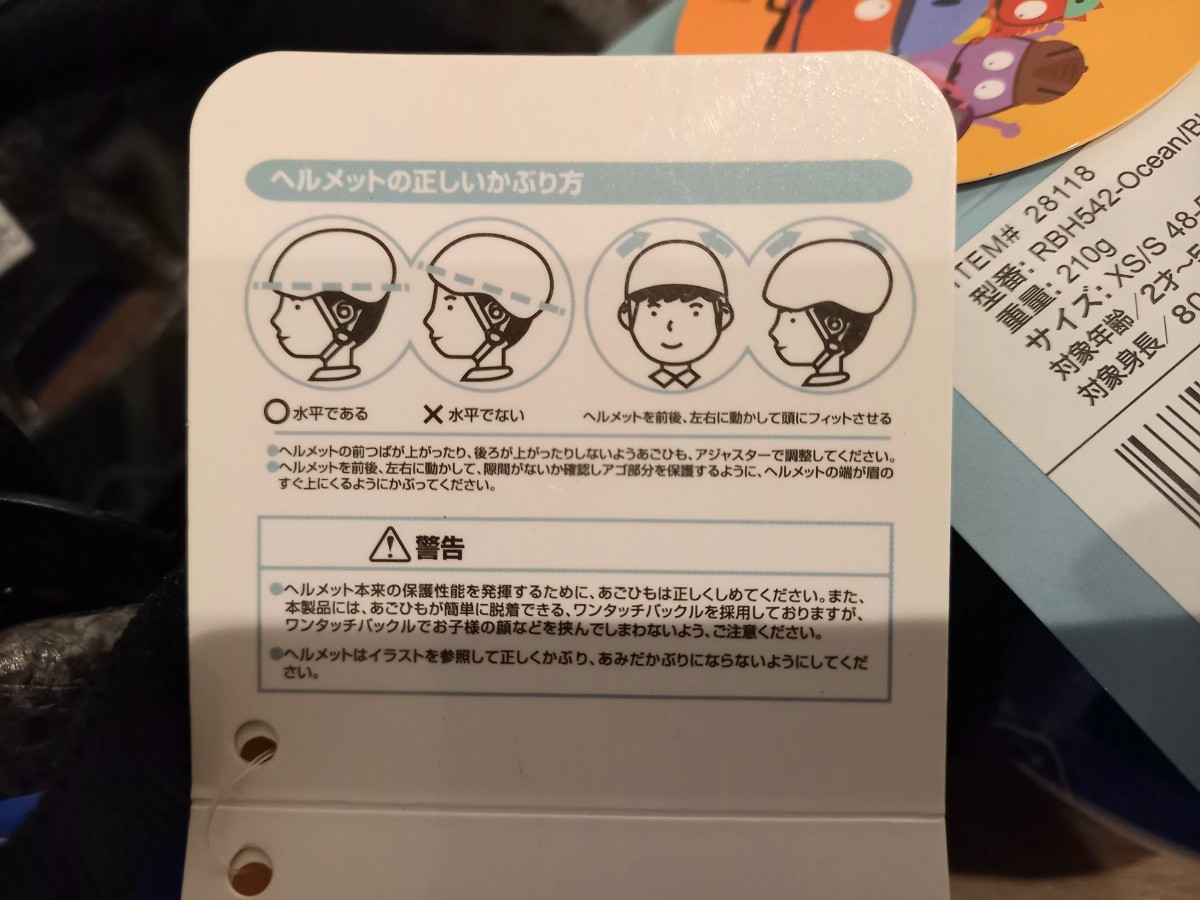 ヘルメットの正しいかぶり方
○水平である
×水平でない
ヘルメットを前後、左右に動かして頭にフィットさせる
●ヘルメットの前つばが上がったり、後ろが上がったりしないようあごひも、アジャスターで調整してください。
●ヘルメットを前後、左右に動かして、隙間がないか確認しアゴ部分を保護するように、ヘルメットの端が眉の
すぐ上にくるようにかぶってください。
警告
●ヘルメット本来の保護性能を発揮するために、あごひもは正しくしめてください。また、
本製品には、あごひもが簡単に脱着できる、ワンタッチバックルを採用しておりますが、
ワンタッチバックルでお子様の顔などを挟んでしまわないよう、ご注意ください。
●ヘルメットはイラストを参照して正しくかぶり、あみだかぶりにならないようにしてくだ
さい。
ITEM# 28118
型番: RBH542-Ocean/Bl
重量: 210g
サイズ: XS/S 48-5
対象年齢/2才~5
対象身長/80